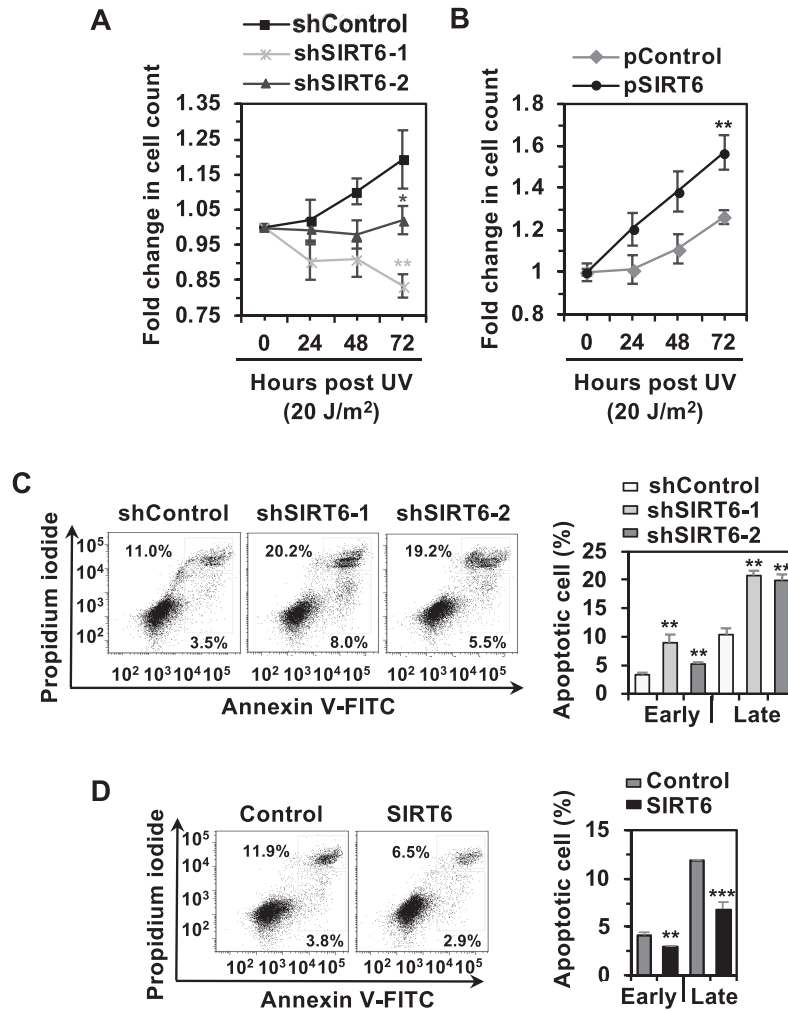 A
shControl
shSIRT6-1
shSIRT6-2
Fold change in cell count
1.35
1.25
1.15
1.05
0.95
0.85
0.75
*
**
0 24 48 72
Hours post UV
(20 J/m²)
B
pControl
pSIRT6
Fold change in cell count
1.8
1.6
1.4
1.2
1
0.8
**
0 24 48 72
Hours post UV
(20 J/m²)
C
shControl shSIRT6-1 shSIRT6-2
Propidium iodide
10⁵
10⁴
10³
10²
11.0% 20.2% 19.2%
3.5% 8.0% 5.5%
10² 10³ 10⁴ 10⁵ 10² 10³ 10⁴ 10⁵ 10² 10³ 10⁴ 10⁵
Annexin V-FITC
shControl
shSIRT6-1
shSIRT6-2
Apoptotic cell (%)
25
20
15
10
5
0
** ** ** **
Early Late
D
Control SIRT6
Propidium iodide
10⁵
10⁴
10³
10²
11.9% 6.5%
3.8% 2.9%
10² 10³ 10⁴ 10⁵ 10² 10³ 10⁴ 10⁵
Annexin V-FITC
Control
SIRT6
Apoptotic cell (%)
15
10
5
0
** ***
Early Late